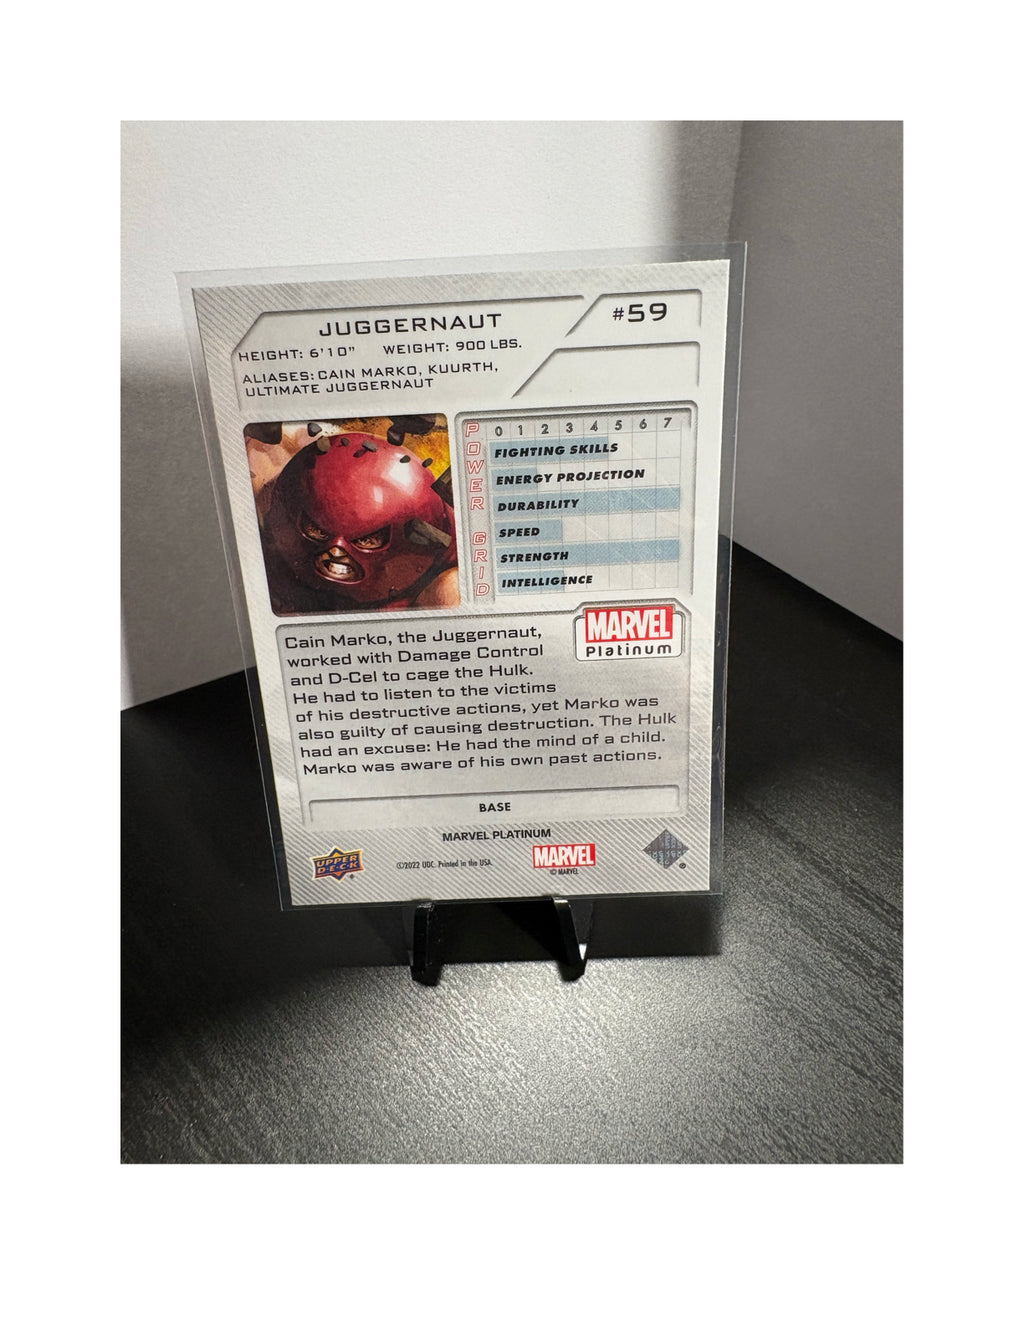 JUGGERNAUT
#59
HEIGHT: 6'10" WEIGHT: 900 LBS.
ALIASES: CAIN MARKO, KUURTH,
ULTIMATE JUGGERNAUT
POWER GRID
0 1 2 3 4 5 6 7
FIGHTING SKILLS
ENERGY PROJECTION
DURABILITY
SPEED
STRENGTH
INTELLIGENCE
MARVEL
Platinum
Cain Marko, the Juggernaut,
worked with Damage Control
and D-Cel to cage the Hulk.
He had to listen to the victims
of his destructive actions, yet Marko was
also guilty of causing destruction. The Hulk
had an excuse: He had the mind of a child.
Marko was aware of his own past actions.
BASE
MARVEL PLATINUM
UPPER
D·E·C·K
®
©2022 UDC. Printed in the USA.
MARVEL
© MARVEL
®